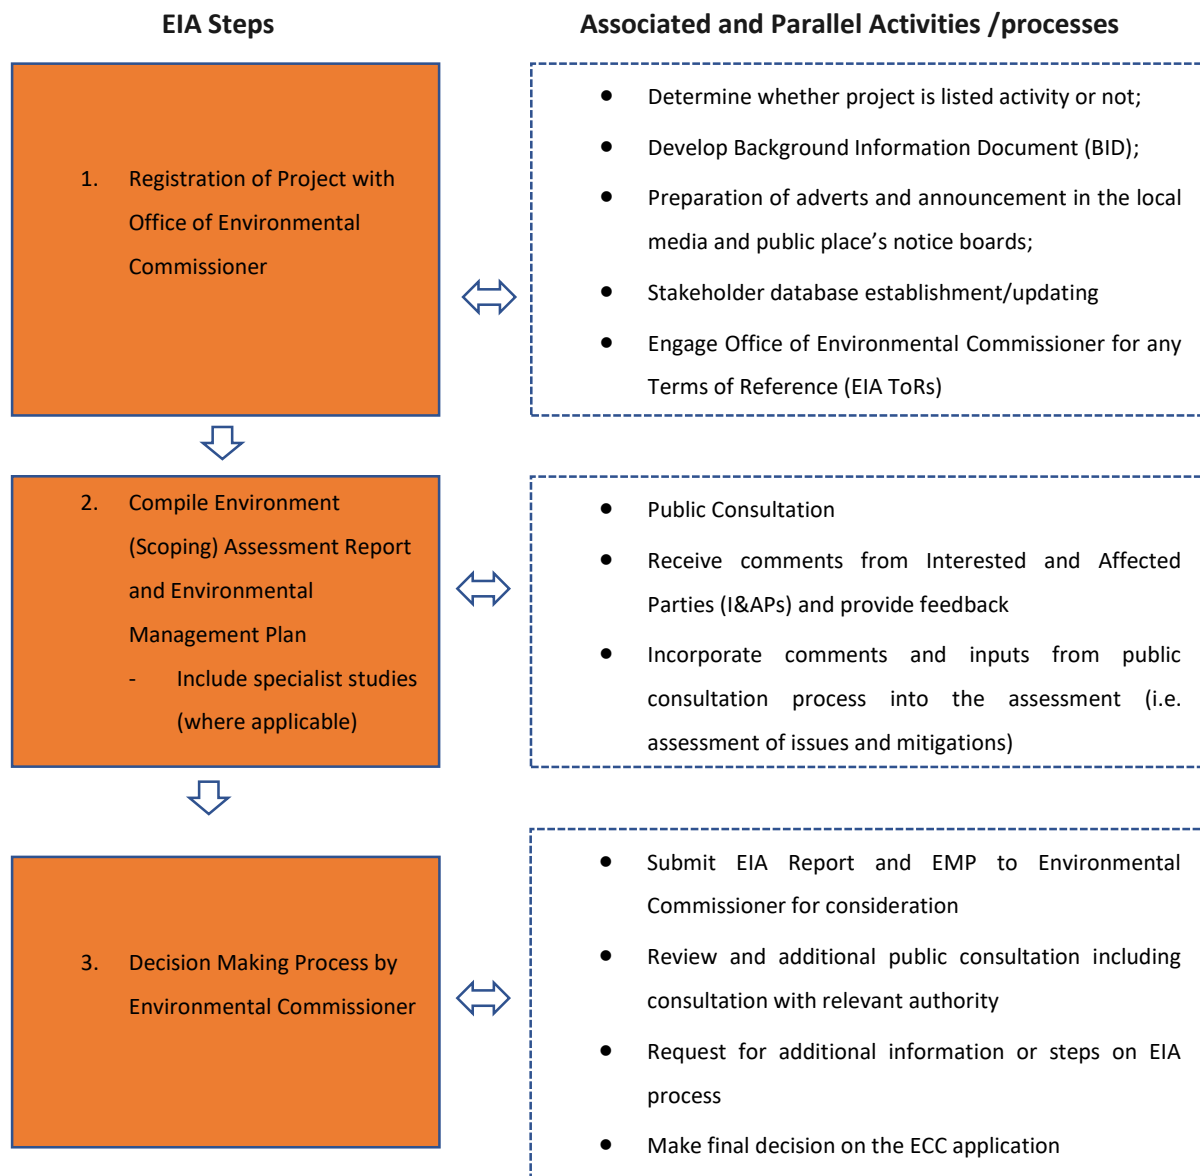 EIA Steps
Associated and Parallel Activities /processes
1. Registration of Project with
Office of Environmental
Commissioner
● Determine whether project is listed activity or not;
● Develop Background Information Document (BID);
● Preparation of adverts and announcement in the local
media and public place’s notice boards;
● Stakeholder database establishment/updating
● Engage Office of Environmental Commissioner for any
Terms of Reference (EIA ToRs)
2. Compile Environment
(Scoping) Assessment Report
and Environmental
Management Plan
- Include specialist studies
(where applicable)
● Public Consultation
● Receive comments from Interested and Affected
Parties (I&APs) and provide feedback
● Incorporate comments and inputs from public
consultation process into the assessment (i.e.
assessment of issues and mitigations)
3. Decision Making Process by
Environmental Commissioner
● Submit EIA Report and EMP to Environmental
Commissioner for consideration
● Review and additional public consultation including
consultation with relevant authority
● Request for additional information or steps on EIA
process
● Make final decision on the ECC application